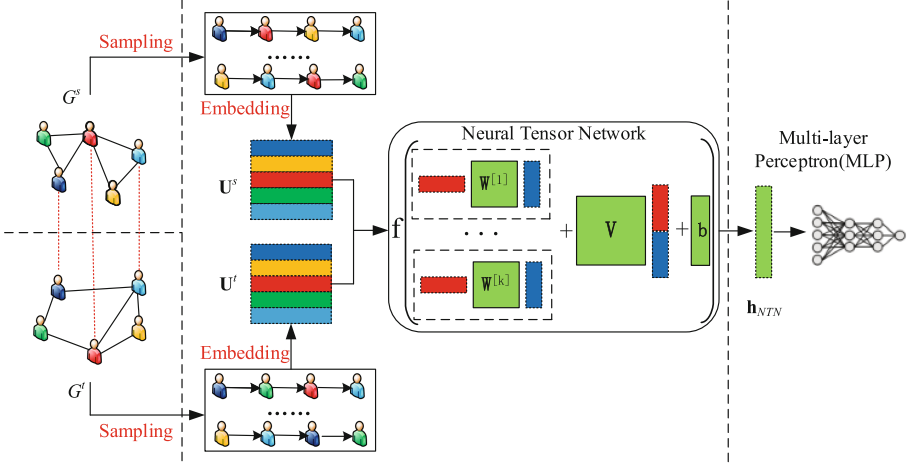 Sampling
G^s
......
Embedding
U^s
U^t
Embedding
......
G^t
Sampling
Neural Tensor Network
f
W^[1]
...
W^[k]
+
V
+
b
h_NTN
Multi-layer
Perceptron(MLP)